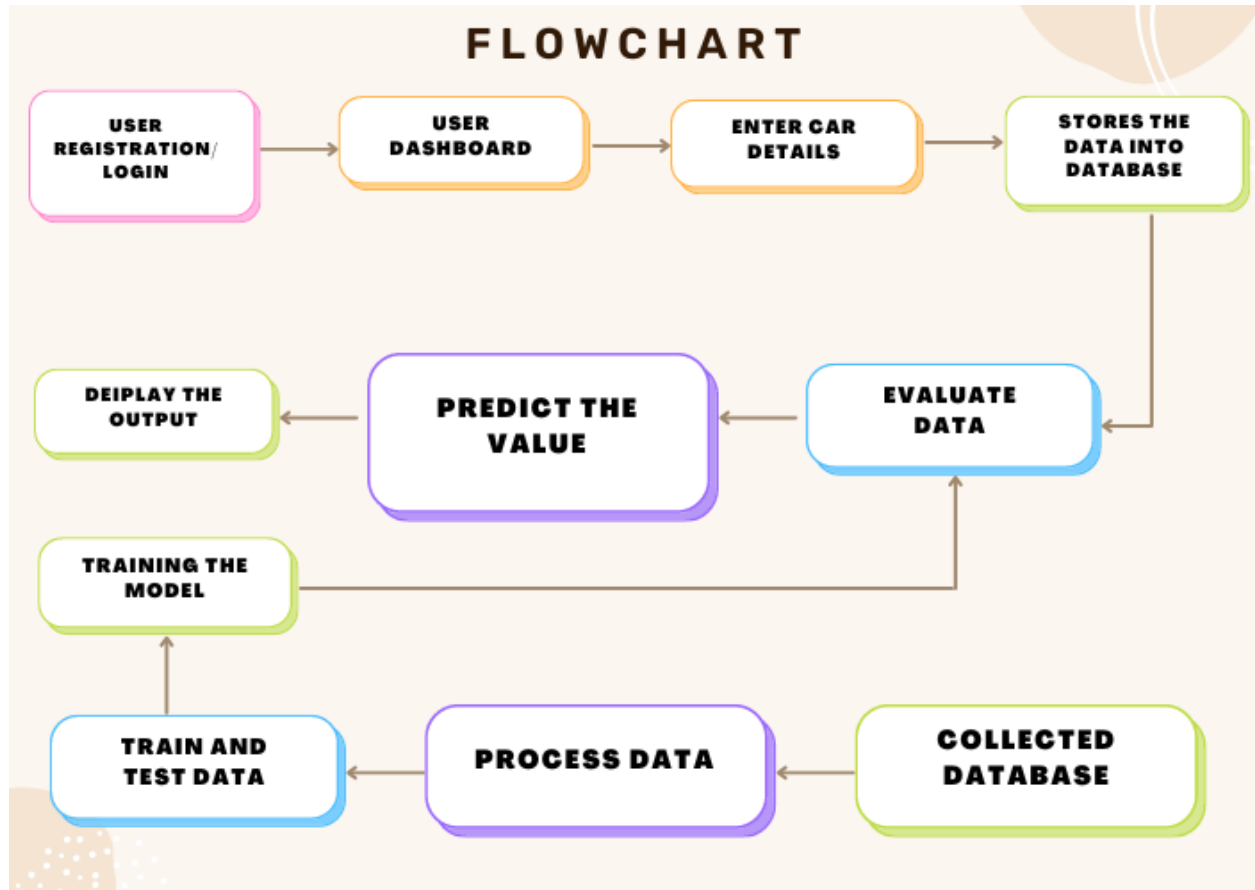 FLOWCHART
USER
REGISTRATION/
LOGIN
USER
DASHBOARD
ENTER CAR
DETAILS
STORES THE
DATA INTO
DATABASE
DEIPLAY THE
OUTPUT
PREDICT THE
VALUE
EVALUATE
DATA
TRAINING THE
MODEL
TRAIN AND
TEST DATA
PROCESS DATA
COLLECTED
DATABASE